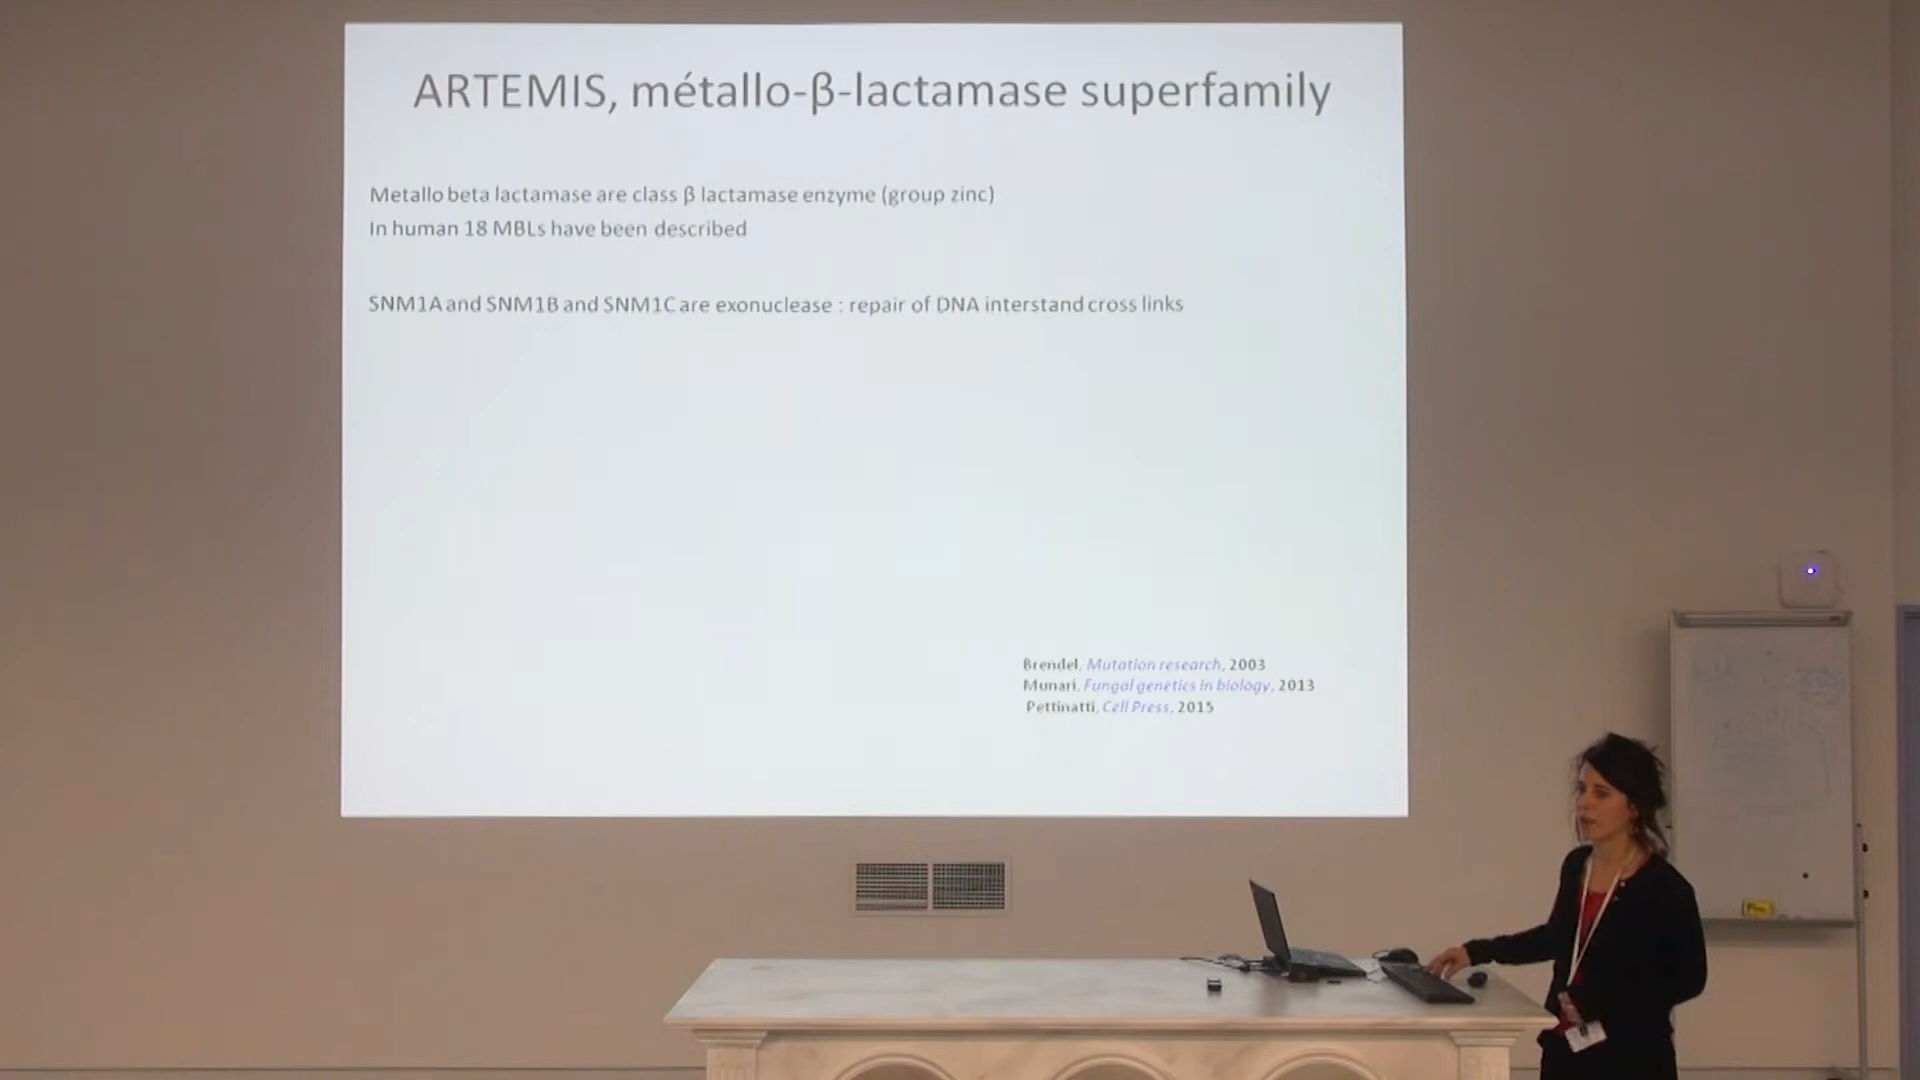 ARTEMIS, métallo-β-lactamase superfamily
Metallo beta lactamase are class β lactamase enzyme (group zinc)
In human 18 MBLs have been described
SNM1A and SNM1B and SNM1C are exonuclease : repair of DNA interstand cross links
Brendel, Mutation research, 2003
Munari, Fungal genetics in biology, 2013
Pettinatti, Cell Press, 2015